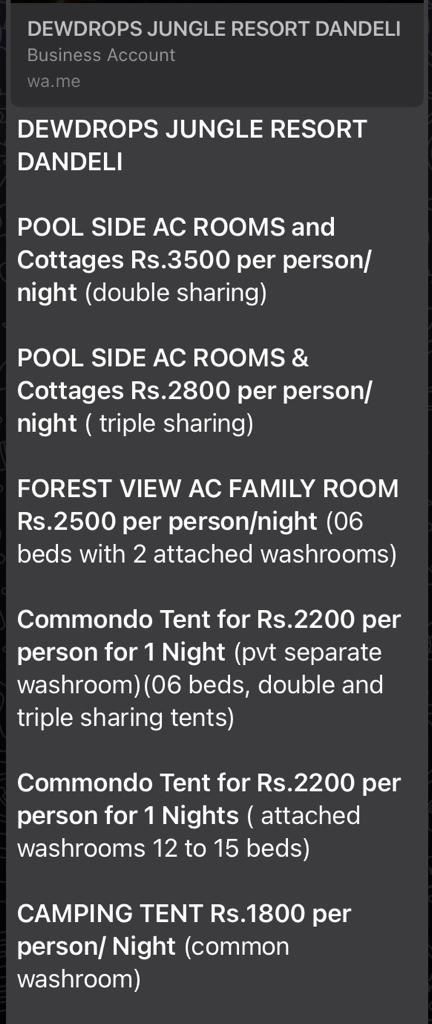 DEWDROPS JUNGLE RESORT DANDELI
Business Account
wa.me
DEWDROPS JUNGLE RESORT
DANDELI
POOL SIDE AC ROOMS and
Cottages Rs.3500 per person/
night (double sharing)
POOL SIDE AC ROOMS &
Cottages Rs.2800 per person/
night ( triple sharing)
FOREST VIEW AC FAMILY ROOM
Rs.2500 per person/night (06
beds with 2 attached washrooms)
Commondo Tent for Rs.2200 per
person for 1 Night (pvt separate
washroom)(06 beds, double and
triple sharing tents)
Commondo Tent for Rs.2200 per
person for 1 Nights ( attached
washrooms 12 to 15 beds)
CAMPING TENT Rs.1800 per
person/ Night (common
washroom)